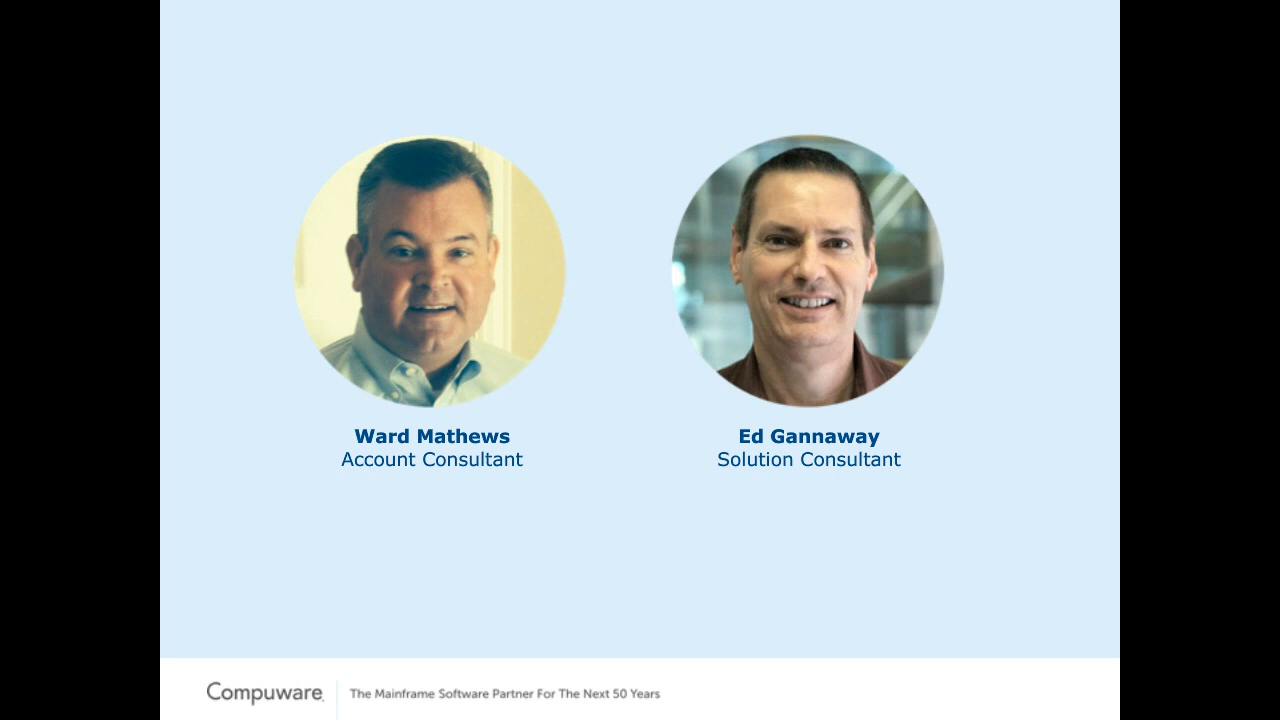 Ward Mathews
Account Consultant
Ed Gannaway
Solution Consultant
Compuware.
The Mainframe Software Partner For The Next 50 Years